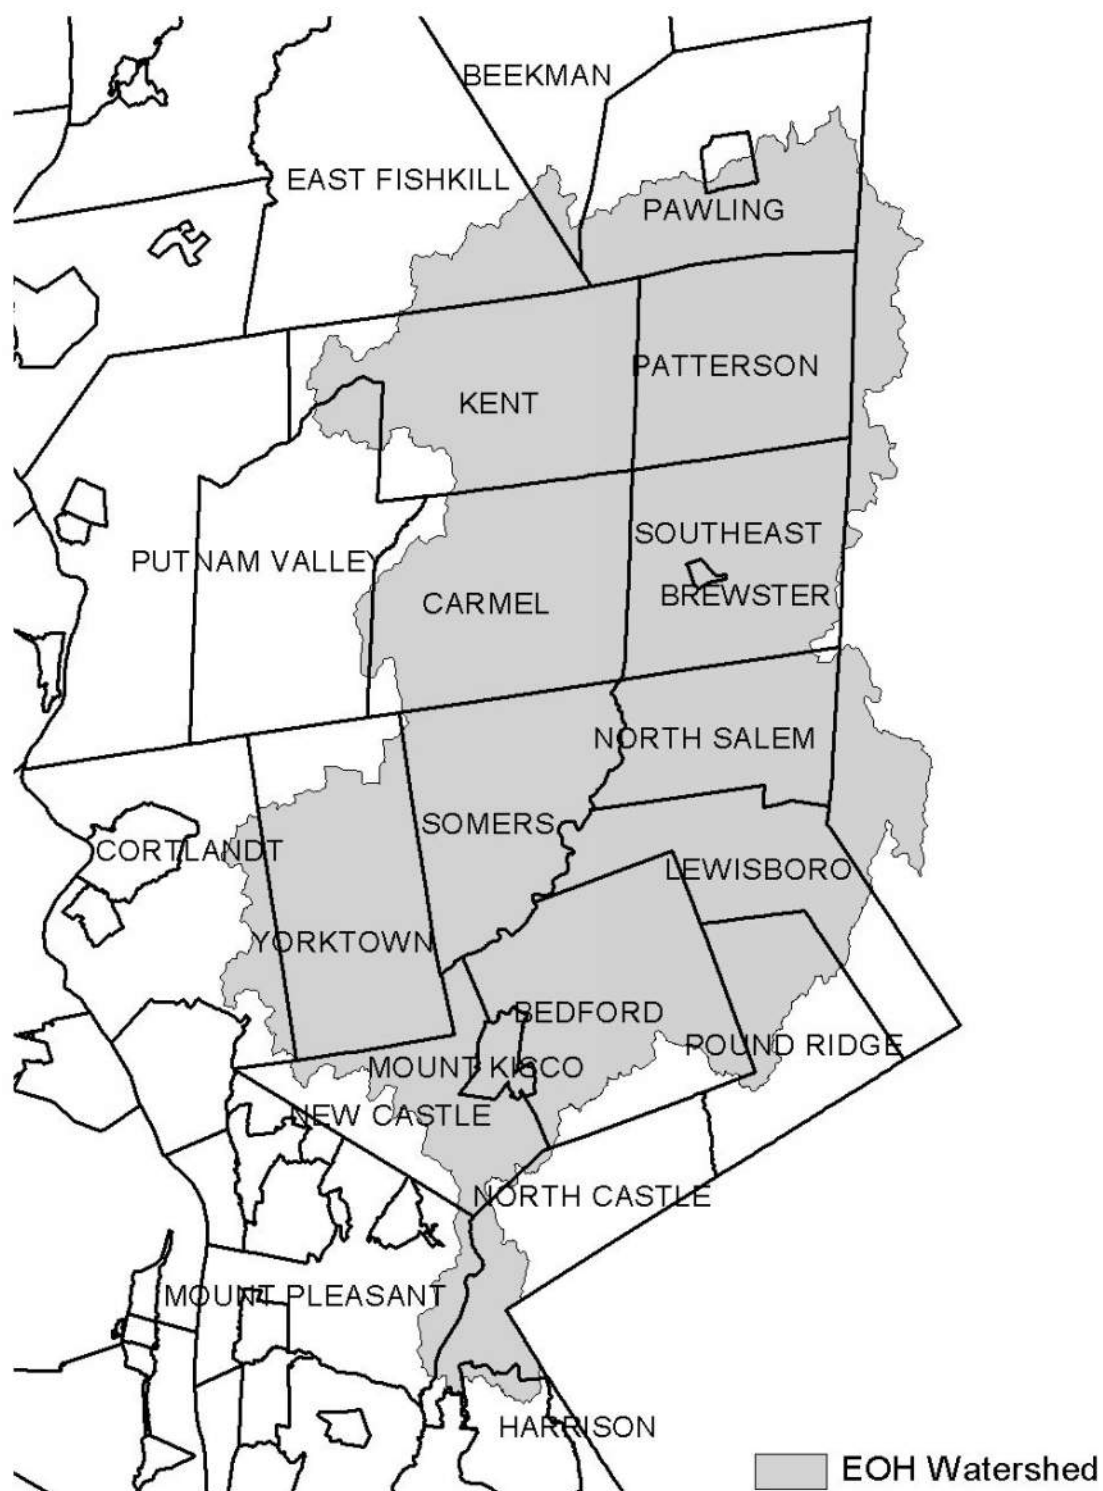 BEEKMAN
EAST FISHKILL
PAWLING
PATTERSON
KENT
SOUTHEAST
PUTNAM VALLEY
BREWSTER
CARMEL
NORTH SALEM
SOMERS
CORTLANDT
LEWISBORO
YORKTOWN
BEDFORD
POUND RIDGE
MOUNT KISCO
NEW CASTLE
NORTH CASTLE
MOUNT PLEASANT
HARRISON
EOH Watershed